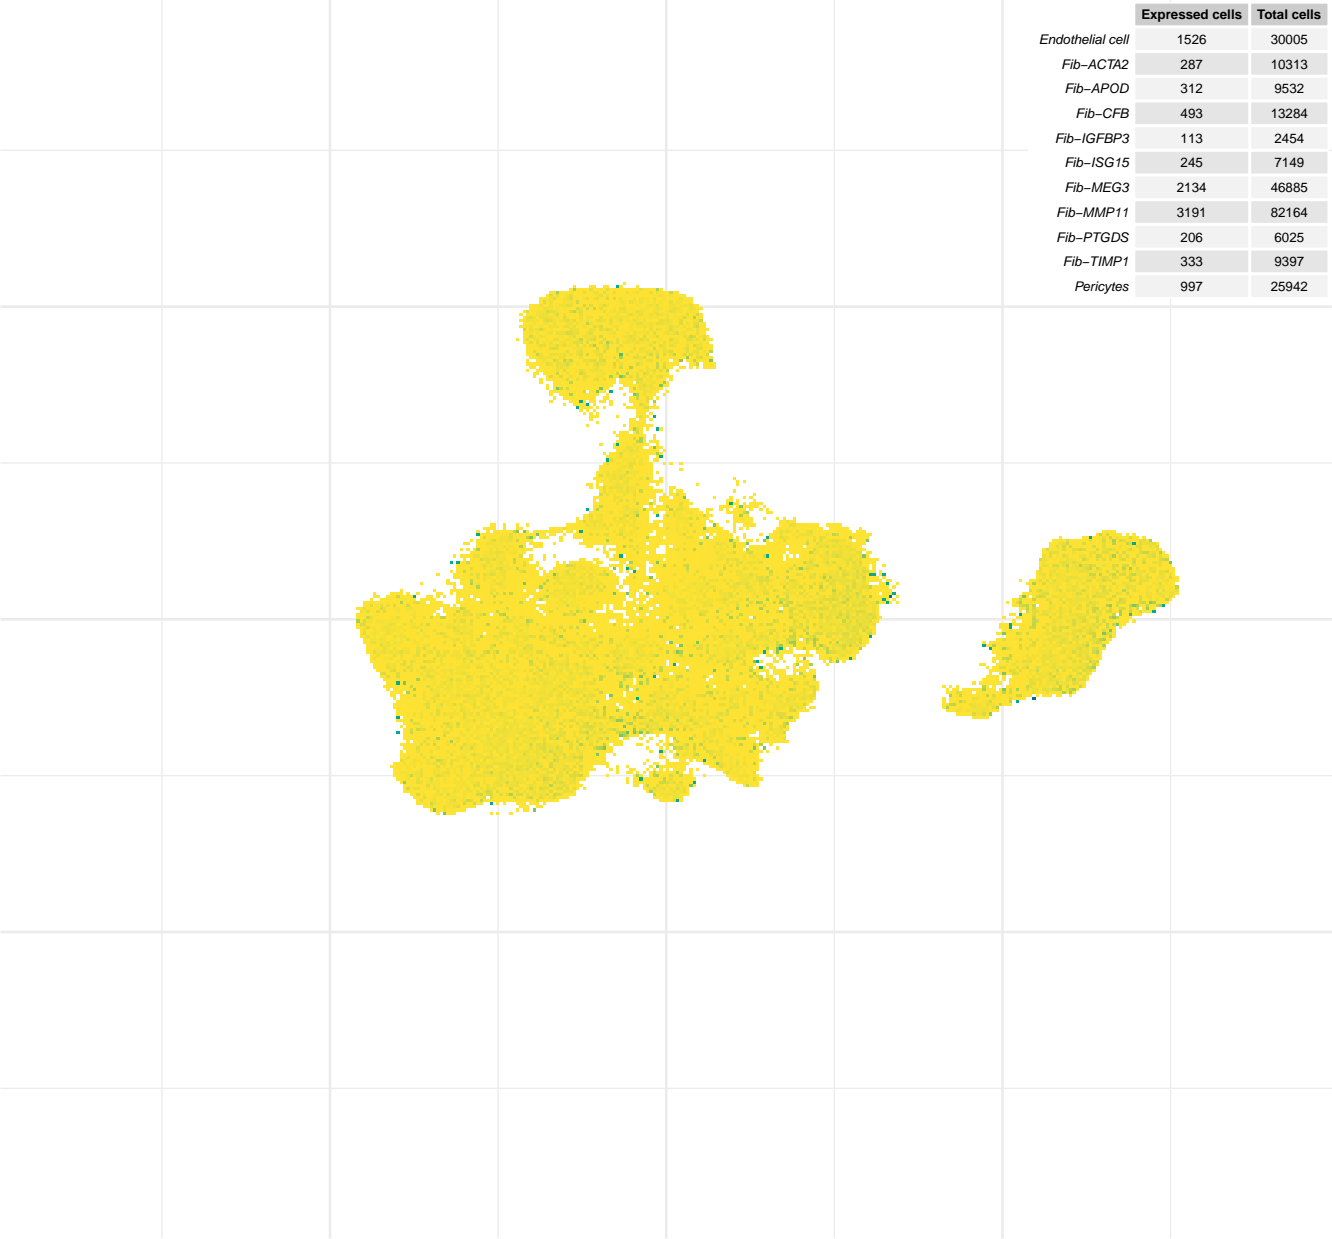 Expressed cells Total cells
Endothelial cell 1526 30005
Fib−ACTA2 287 10313
Fib−APOD 312 9532
Fib−CFB 493 13284
Fib−IGFBP3 113 2454
Fib−ISG15 245 7149
Fib−MEG3 2134 46885
Fib−MMP11 3191 82164
Fib−PTGDS 206 6025
Fib−TIMP1 333 9397
Pericytes 997 25942